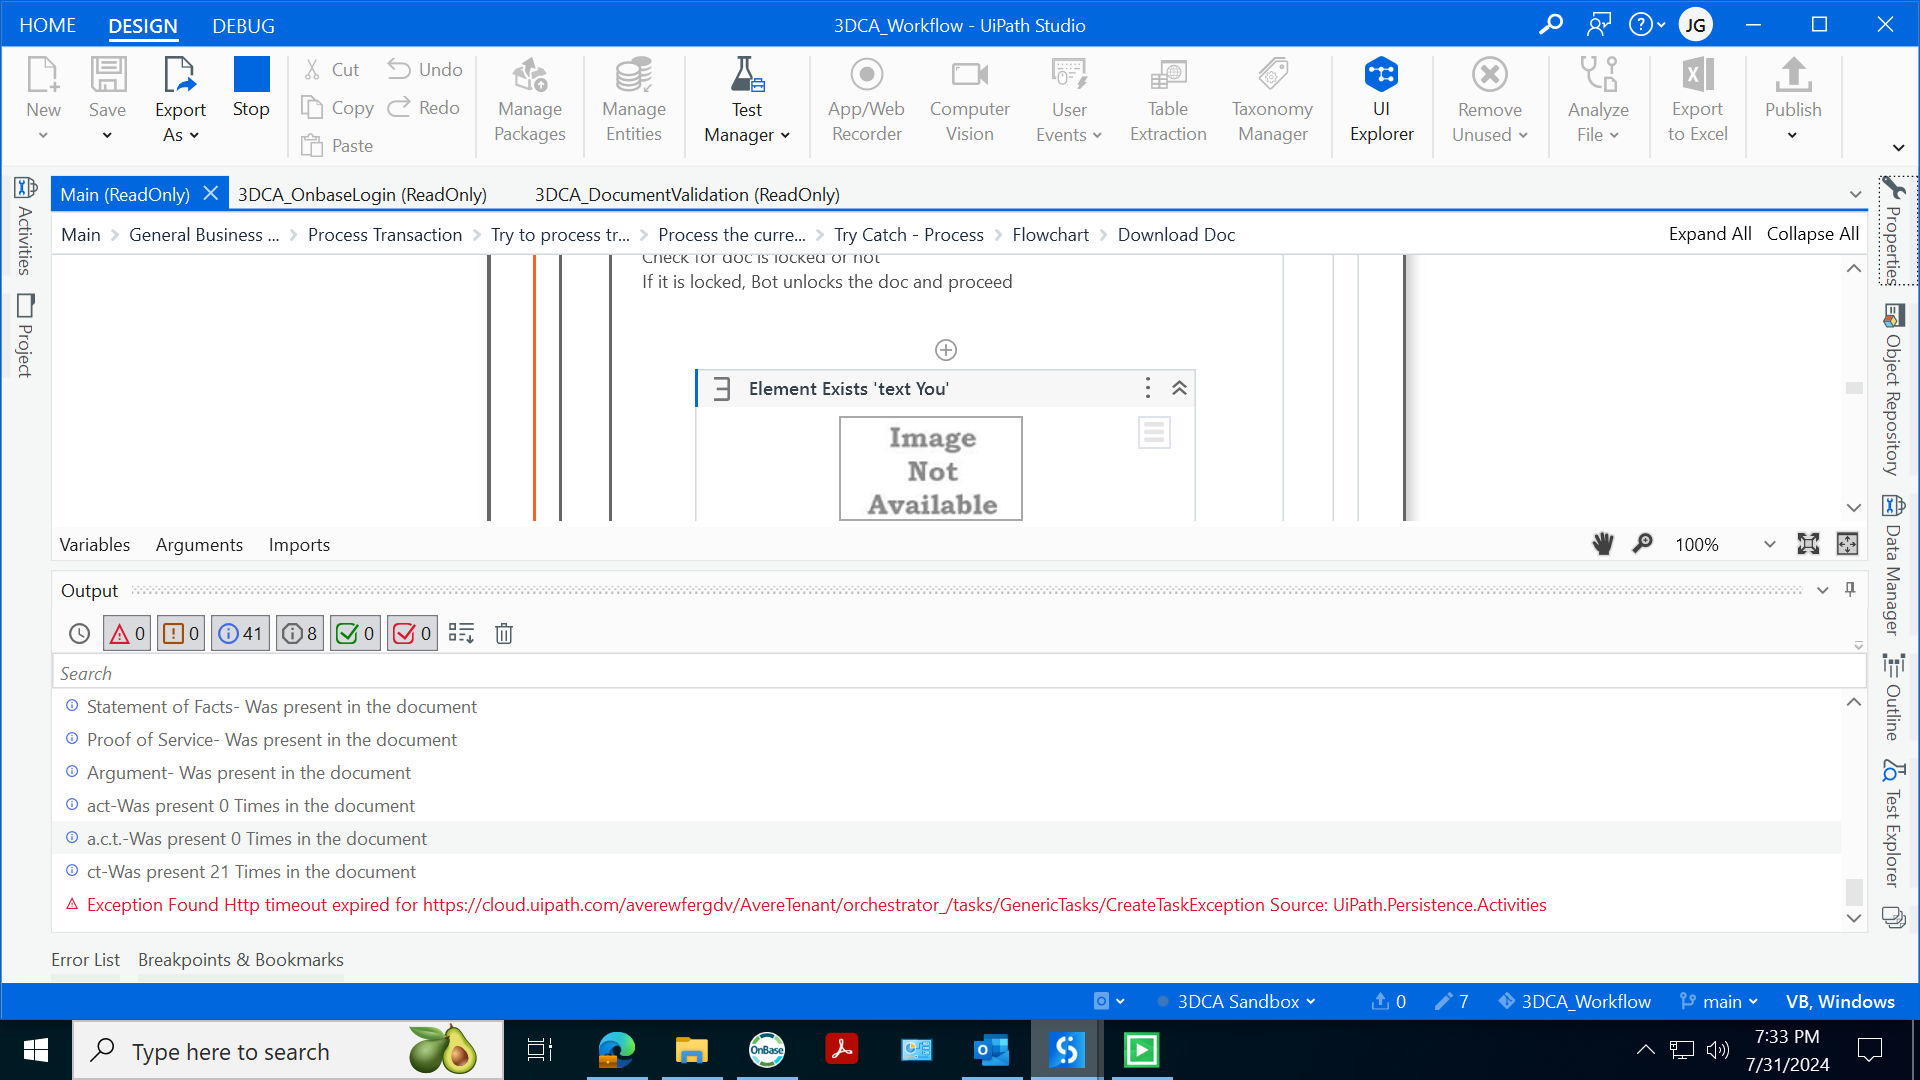 HOME DESIGN DEBUG 3DCA_Workflow - UiPath Studio JG
New Save Export As Stop Cut Undo Copy Redo Paste Manage Packages Manage Entities Test Manager App/Web Recorder Computer Vision User Events Table Extraction Taxonomy Manager UI Explorer Remove Unused Analyze File Export to Excel Publish
Main (ReadOnly) 3DCA_OnbaseLogin (ReadOnly) 3DCA_DocumentValidation (ReadOnly)
Main General Business ... Process Transaction Try to process tr... Process the curre... Try Catch - Process Flowchart Download Doc Expand All Collapse All
Activities
Project
Check for doc is locked or not
If it is locked, Bot unlocks the doc and proceed
Element Exists 'text You'
Image
Not
Available
Variables Arguments Imports 100%
Output
0 0 41 8 0 0
Search
Statement of Facts- Was present in the document
Proof of Service- Was present in the document
Argument- Was present in the document
act-Was present 0 Times in the document
a.c.t.-Was present 0 Times in the document
ct-Was present 21 Times in the document
Exception Found Http timeout expired for https://cloud.uipath.com/averewfergdv/AvereTenant/orchestrator_/tasks/GenericTasks/CreateTaskException Source: UiPath.Persistence.Activities
Error List Breakpoints & Bookmarks
Properties
Object Repository
Data Manager
Outline
Test Explorer
3DCA Sandbox 0 7 3DCA_Workflow main VB, Windows
Type here to search OnBase 7:33 PM
7/31/2024